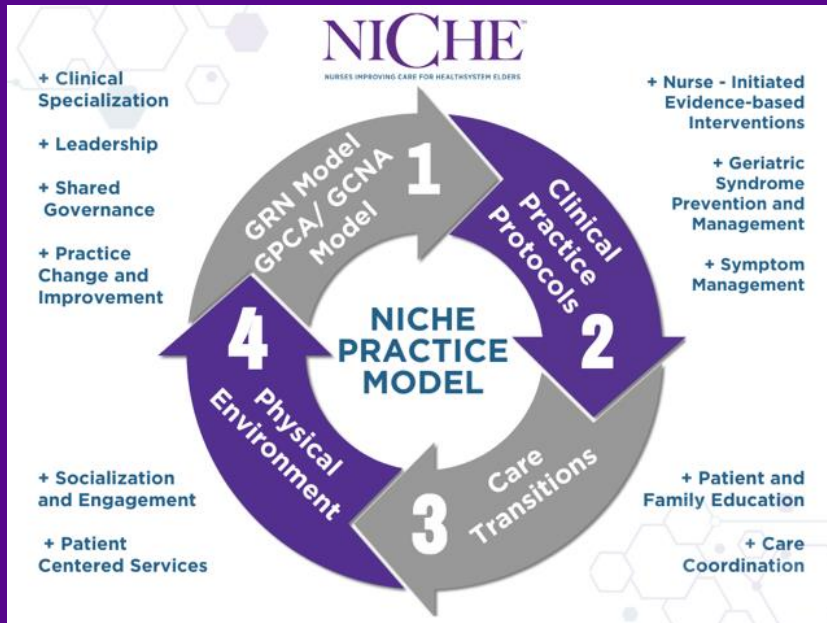 NICHE™
NURSES IMPROVING CARE FOR HEALTHSYSTEM ELDERS
+ Clinical
Specialization
+ Leadership
+ Shared
Governance
+ Practice
Change and
Improvement
1
GRN Model
GPCA/ GCNA
Model
+ Nurse - Initiated
Evidence-based
Interventions
+ Geriatric
Syndrome
Prevention and
Management
+ Symptom
Management
Clinical
Practice
Protocols
2
NICHE
PRACTICE
MODEL
+ Patient and
Family Education
+ Care
Coordination
Care
Transitions
3
+ Socialization
and Engagement
+ Patient
Centered Services
4
Physical
Environment